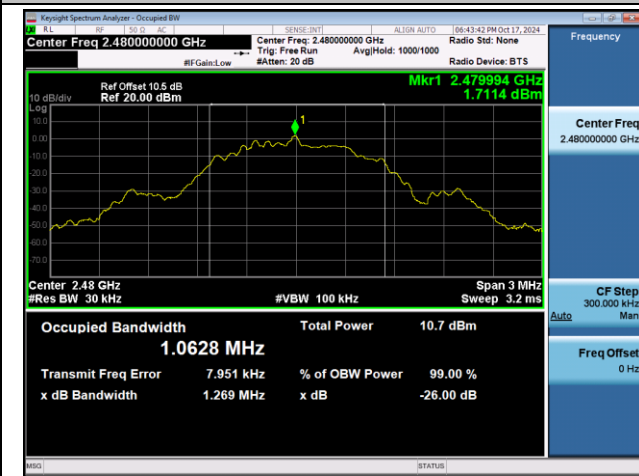 Keysight Spectrum Analyzer - Occupied BW
RL RF 50 Ω AC SENSE:INT ALIGN AUTO 06:43:42 PM Oct 17, 2024
Center Freq 2.480000000 GHz
Center Freq: 2.480000000 GHz
Radio Std: None
Trig: Free Run Avg|Hold: 1000/1000
#IFGain:Low #Atten: 20 dB Radio Device: BTS
Frequency
Ref Offset 10.5 dB
10 dB/div Ref 20.00 dBm
Mkr1 2.479994 GHz
1.7114 dBm
Log
10.0
0.00
-10.0
-20.0
-30.0
-40.0
-50.0
-60.0
-70.0
1
Center Freq
2.480000000 GHz
Center 2.48 GHz Span 3 MHz
#Res BW 30 kHz #VBW 100 kHz Sweep 3.2 ms
CF Step
300.000 kHz
Auto Man
Occupied Bandwidth Total Power 10.7 dBm
1.0628 MHz
Transmit Freq Error 7.951 kHz % of OBW Power 99.00 %
x dB Bandwidth 1.269 MHz x dB -26.00 dB
Freq Offset
0 Hz
MSG STATUS